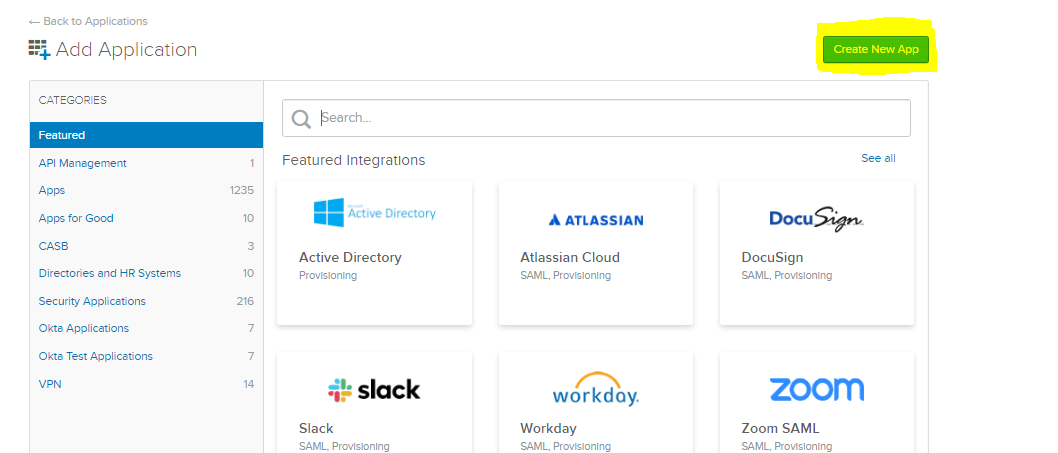 ← Back to Applications
Add Application
Create New App
CATEGORIES
Featured
API Management 1
Apps 1235
Apps for Good 10
CASB 3
Directories and HR Systems 10
Security Applications 216
Okta Applications 7
Okta Test Applications 7
VPN 14
Search...
Featured Integrations
See all
Active Directory
Active Directory
Provisioning
ATLASSIAN
Atlassian Cloud
SAML, Provisioning
DocuSign
DocuSign
SAML, Provisioning
slack
Slack
SAML, Provisioning
workday.
Workday
SAML, Provisioning
zoom
Zoom SAML
SAML, Provisioning